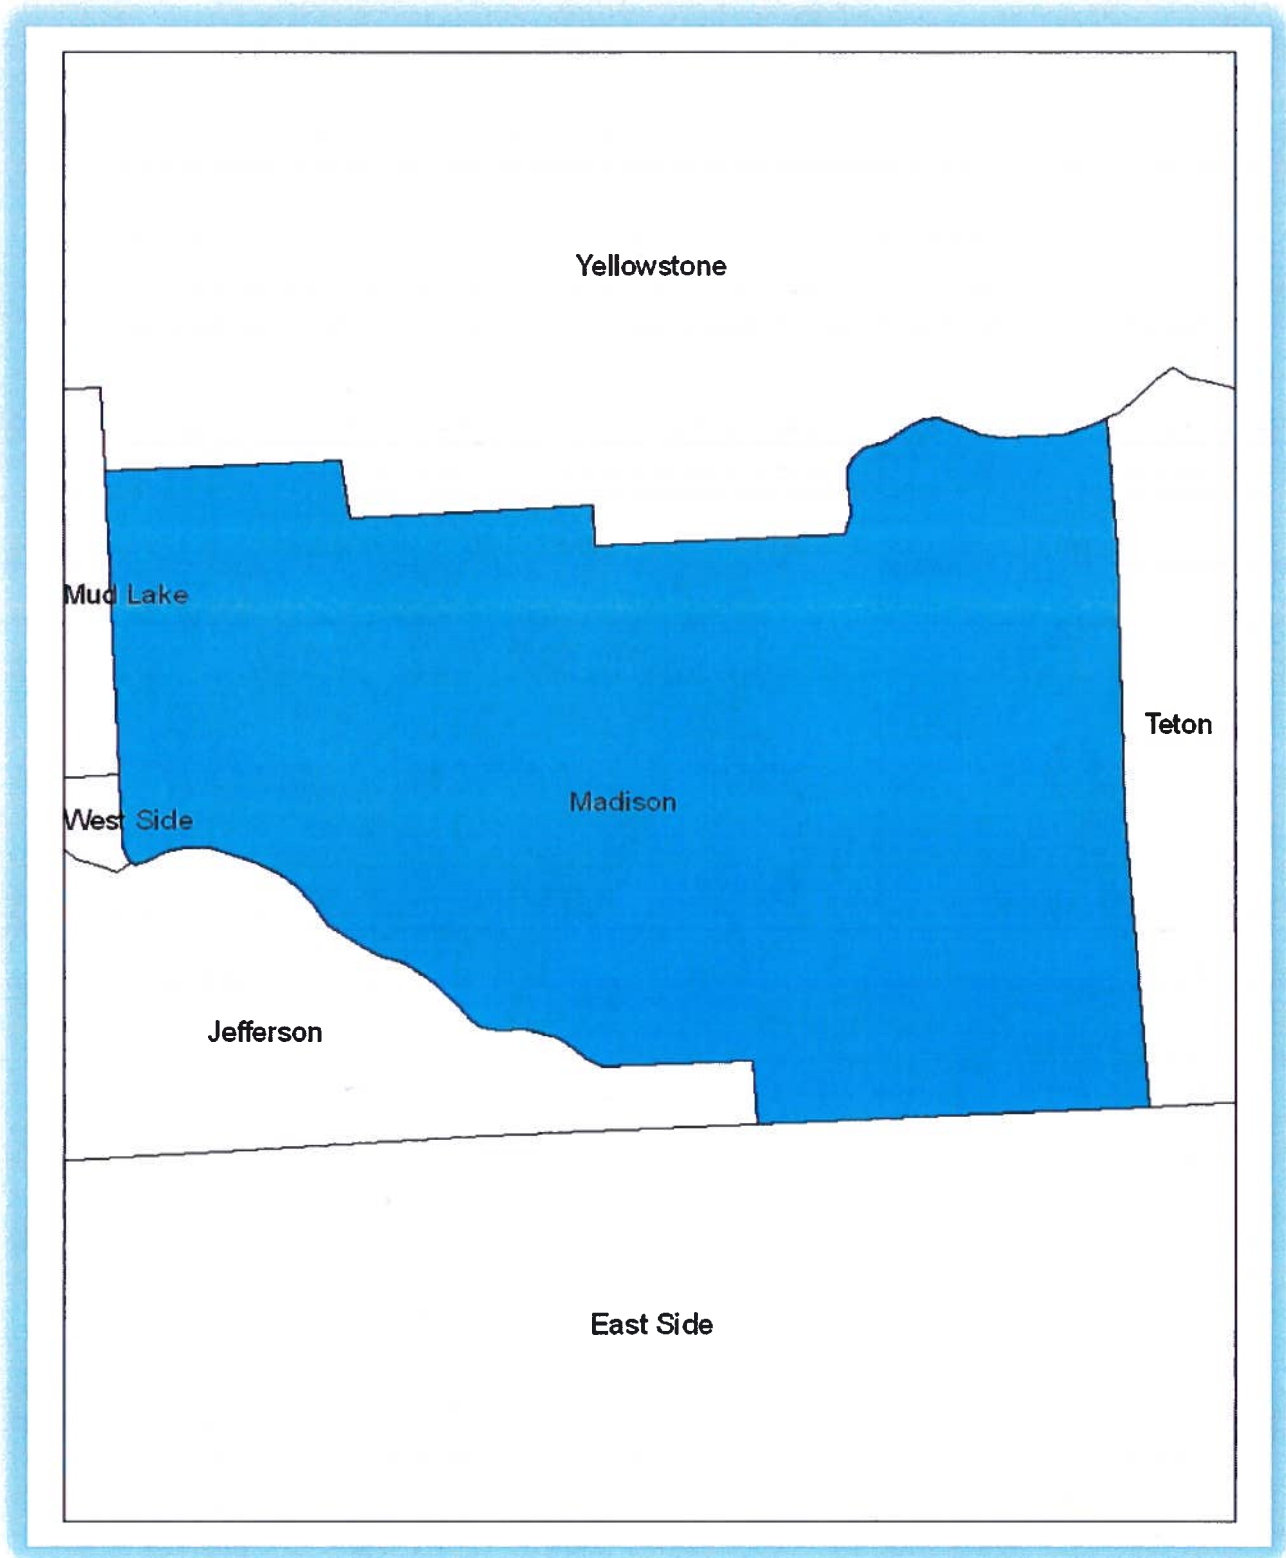 Yellowstone
Mud Lake
Teton
Madison
West Side
Jefferson
East Side